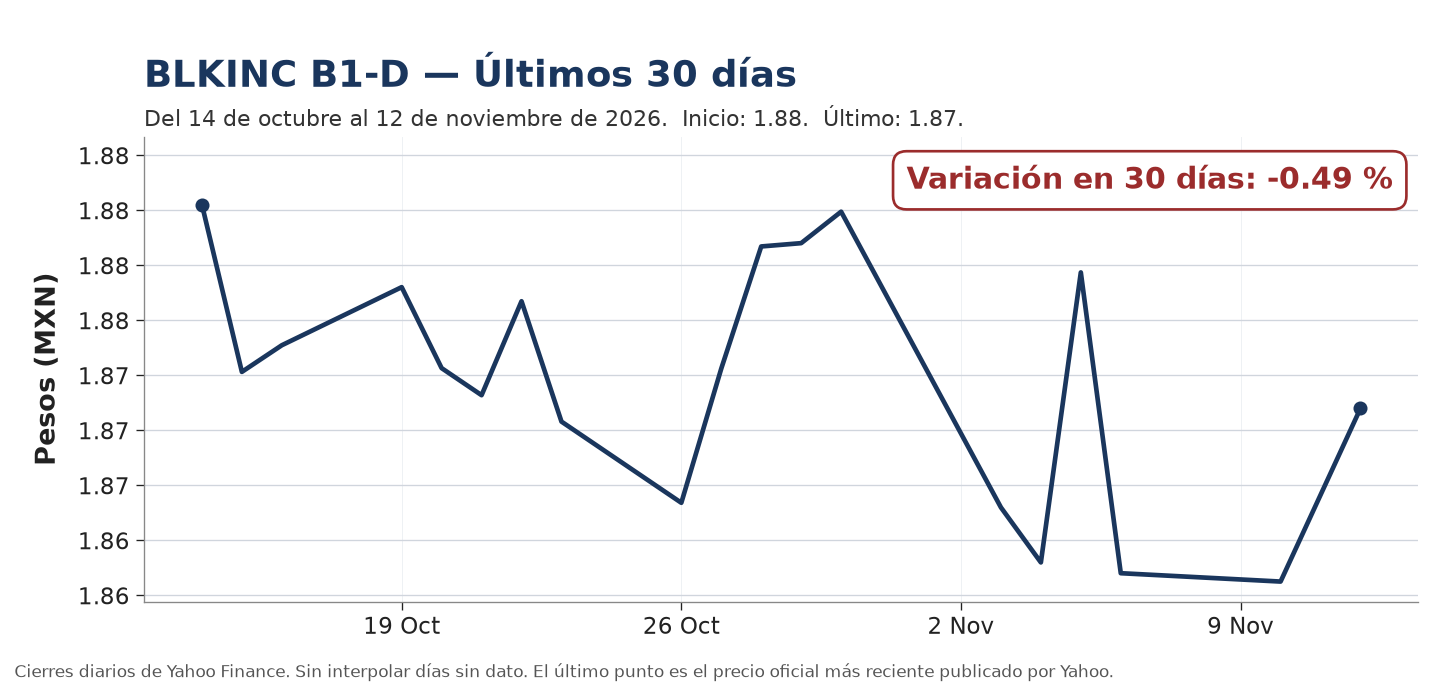 BLKINC B1-D — Últimos 30 días
Del 14 de octubre al 12 de noviembre de 2026.  Inicio: 1.88.  Último: 1.87.
Variación en 30 días: -0.49 %
Pesos (MXN)
1.88
1.88
1.88
1.88
1.87
1.87
1.87
1.86
1.86
19 Oct
26 Oct
2 Nov
9 Nov
Cierres diarios de Yahoo Finance. Sin interpolar días sin dato. El último punto es el precio oficial más reciente publicado por Yahoo.